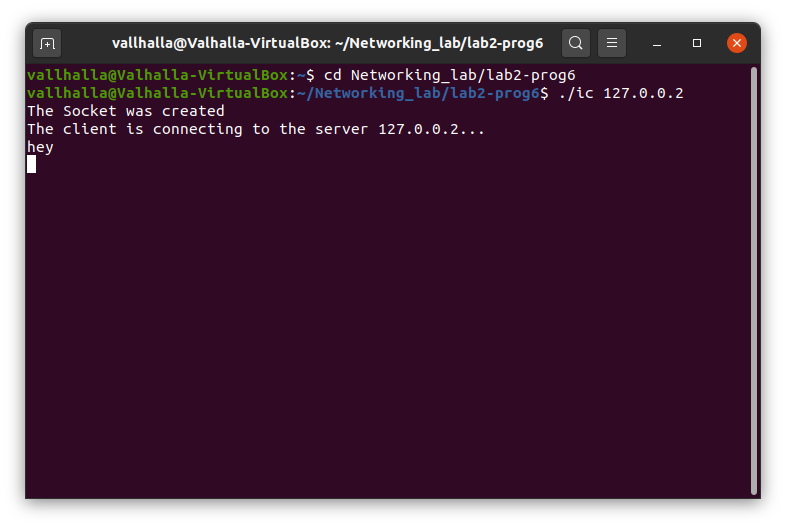 vallhalla@Valhalla-VirtualBox: ~/Networking_lab/lab2-prog6
vallhalla@Valhalla-VirtualBox:~$ cd Networking_lab/lab2-prog6
vallhalla@Valhalla-VirtualBox:~/Networking_lab/lab2-prog6$ ./ic 127.0.0.2
The Socket was created
The client is connecting to the server 127.0.0.2...
hey